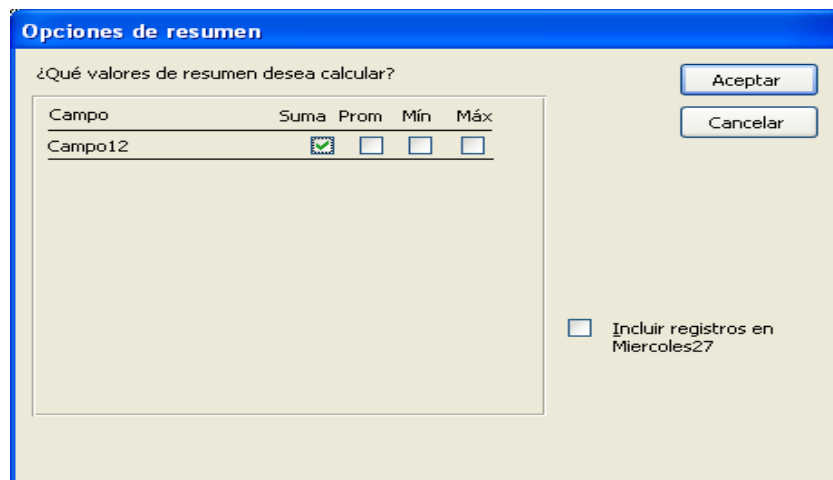 Opciones de resumen
¿Qué valores de resumen desea calcular?
Aceptar
Cancelar
Campo Suma Prom Mín Máx
Campo12
Incluir registros en
Miercoles27